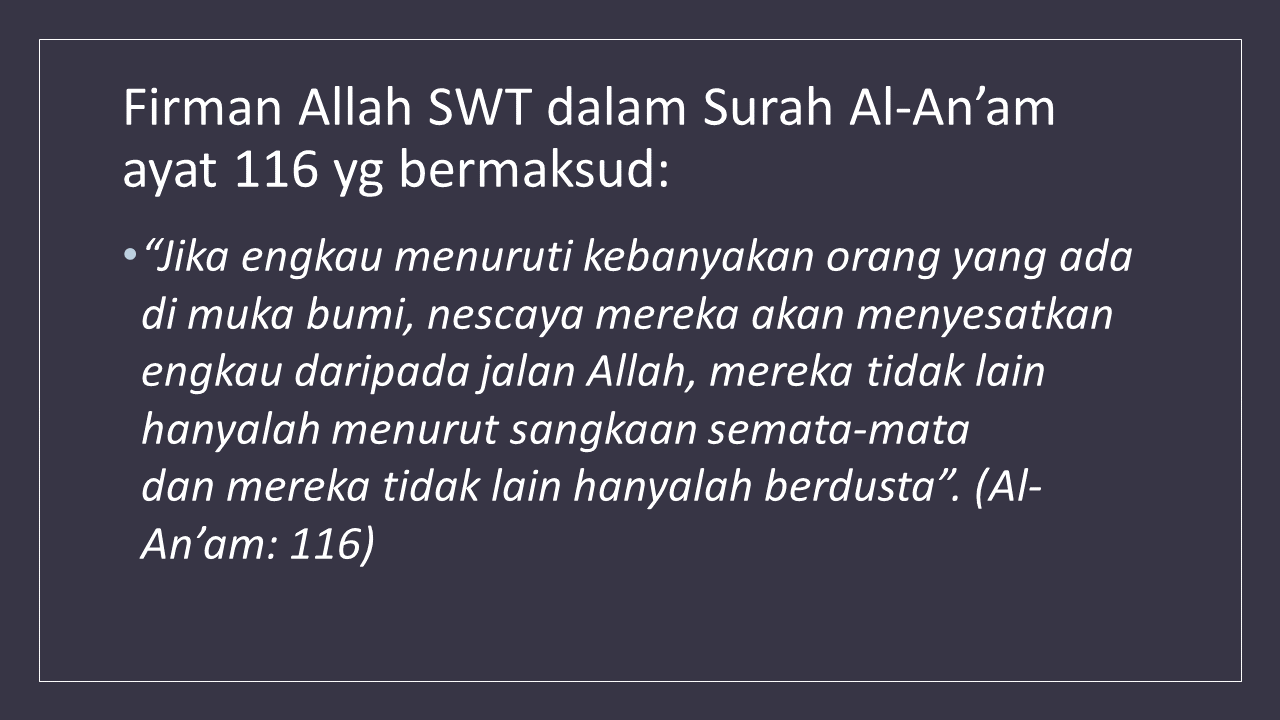 Firman Allah SWT dalam Surah Al-An’am
ayat 116 yg bermaksud:
• “Jika engkau menuruti kebanyakan orang yang ada
di muka bumi, nescaya mereka akan menyesatkan
engkau daripada jalan Allah, mereka tidak lain
hanyalah menurut sangkaan semata-mata
dan mereka tidak lain hanyalah berdusta”. (Al-
An’am: 116)